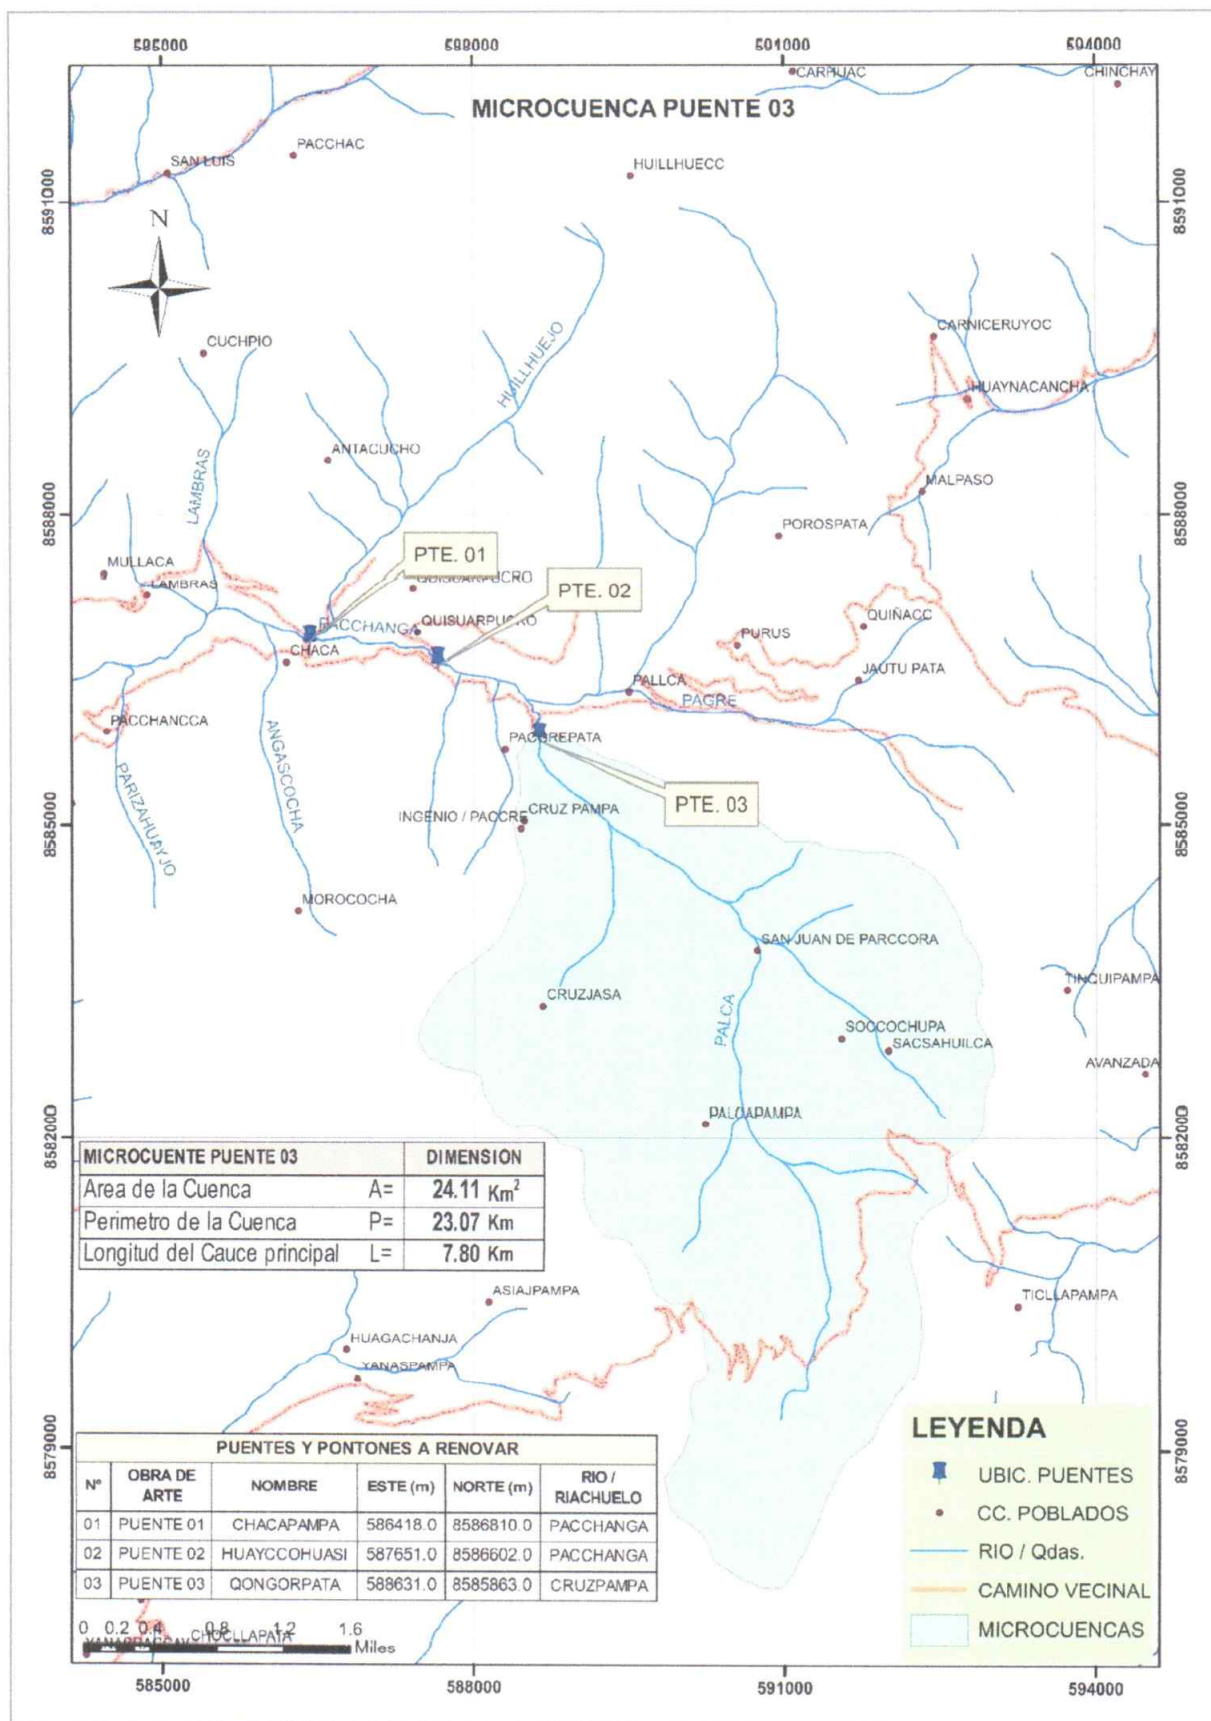 585000 588000 591000 594000
MICROCUENCA PUENTE 03
CARPUAC
CHINCHAY
SAN LUIS
PACCHAC
HUILLHUECC
8591000
8591000
N
CUCHPIO
HUILLHUEJO
CARNICERUYOC
HUAYNACANCHA
ANTACUCHO
LAMBRAS
MALPASO
8588000
8588000
POROSPATA
PTE. 01
MULLACA
LAMBRAS
QUISUARPUCRO
PTE. 02
PACCHANGA
QUISUARPUCRO
PURUS
QUIÑACC
CHACA
PALLCA
JAUTU PATA
PAGRE
PACCHANCCA
ANGASCOCHA
PACCREPATA
PARIZAHUAYJO
PTE. 03
INGENIO / PACCRE
CRUZ PAMPA
8585000
8585000
MOROCOCHA
SAN JUAN DE PARCCORA
TINQUIPAMPA
CRUZJASA
PALCA
SOCCOCHUPA
SACSAHUILCA
AVANZADA
PALCAPAMPA
8582000
8582000
MICROCUENTE PUENTE 03 DIMENSION
Area de la Cuenca A= 24.11 Km²
Perimetro de la Cuenca P= 23.07 Km
Longitud del Cauce principal L= 7.80 Km
ASIAJPAMPA
TICLLAPAMPA
HUAGACHANJA
YANASPAMPA
8579000
8579000
PUENTES Y PONTONES A RENOVAR
Nº OBRA DE ARTE NOMBRE ESTE (m) NORTE (m) RIO / RIACHUELO
01 PUENTE 01 CHACAPAMPA 586418.0 8586810.0 PACCHANGA
02 PUENTE 02 HUAYCCOHUASI 587651.0 8586602.0 PACCHANGA
03 PUENTE 03 QONGORPATA 588631.0 8585863.0 CRUZPAMPA
LEYENDA
UBIC. PUENTES
CC. POBLADOS
RIO / Qdas.
CAMINO VECINAL
MICROCUENCAS
0 0.2 0.4 0.8 1.2 1.6
Miles
CHOCLLAPATA
585000 588000 591000 594000